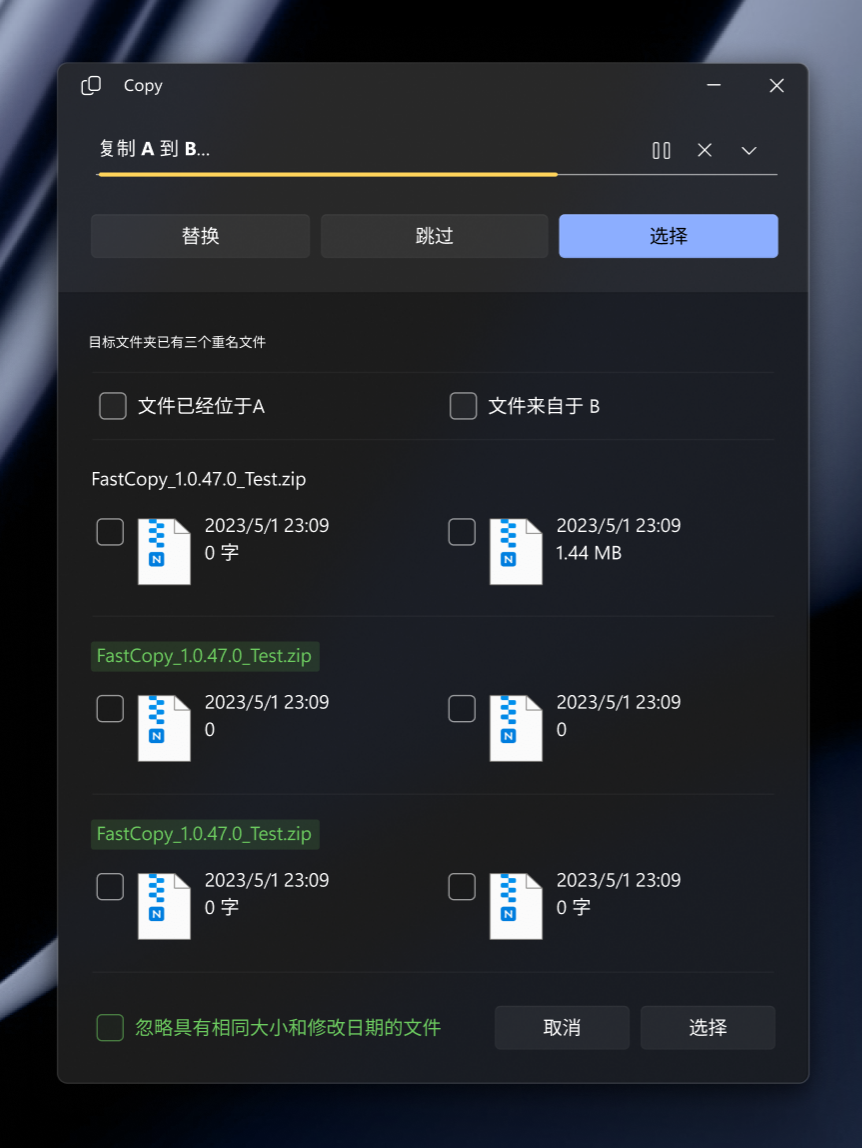 Copy
复制 A 到 B...
替换
跳过
选择
目标文件夹已有三个重名文件
文件已经位于A
文件来自于 B
FastCopy_1.0.47.0_Test.zip
2023/5/1 23:09
0 字
N
2023/5/1 23:09
1.44 MB
N
FastCopy_1.0.47.0_Test.zip
2023/5/1 23:09
0
N
2023/5/1 23:09
0
N
FastCopy_1.0.47.0_Test.zip
2023/5/1 23:09
0 字
N
2023/5/1 23:09
0 字
N
忽略具有相同大小和修改日期的文件
取消
选择